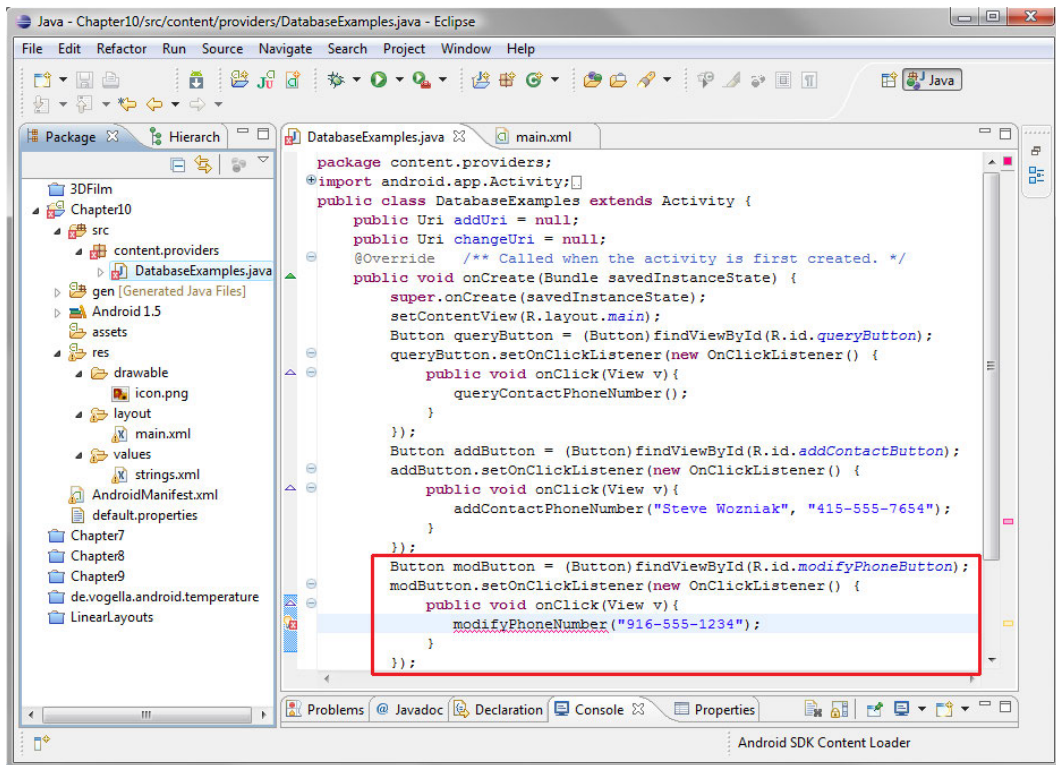 Java - Chapter10/src/content/providers/DatabaseExamples.java - Eclipse
File Edit Refactor Run Source Navigate Search Project Window Help
Java
Package
Hierarch
3DFilm
Chapter10
src
content.providers
DatabaseExamples.java
gen [Generated Java Files]
Android 1.5
assets
res
drawable
icon.png
layout
main.xml
values
strings.xml
AndroidManifest.xml
default.properties
Chapter7
Chapter8
Chapter9
de.vogella.android.temperature
LinearLayouts
DatabaseExamples.java
main.xml
package content.providers;
import android.app.Activity;
public class DatabaseExamples extends Activity {
public Uri addUri = null;
public Uri changeUri = null;
@Override /** Called when the activity is first created. */
public void onCreate(Bundle savedInstanceState) {
super.onCreate(savedInstanceState);
setContentView(R.layout.main);
Button queryButton = (Button)findViewById(R.id.queryButton);
queryButton.setOnClickListener(new OnClickListener() {
public void onClick(View v){
queryContactPhoneNumber();
}
});
Button addButton = (Button)findViewById(R.id.addContactButton);
addButton.setOnClickListener(new OnClickListener() {
public void onClick(View v){
addContactPhoneNumber("Steve Wozniak", "415-555-7654");
}
});
Button modButton = (Button)findViewById(R.id.modifyPhoneButton);
modButton.setOnClickListener(new OnClickListener() {
public void onClick(View v){
modifyPhoneNumber("916-555-1234");
}
});
Problems @ Javadoc Declaration Console Properties
Android SDK Content Loader